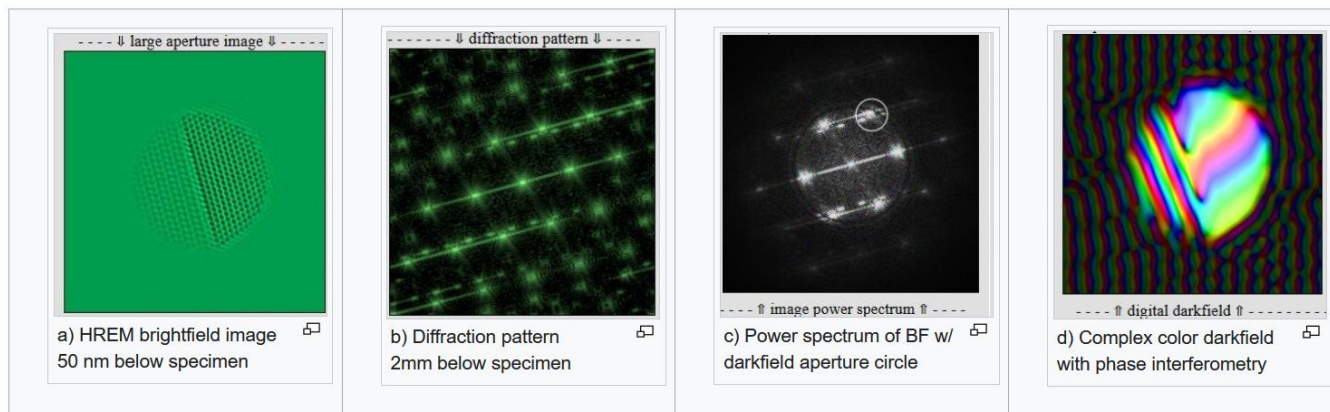 - - - - ⇓ large aperture image ⇓ - - - - -
a) HREM brightfield image
50 nm below specimen
- - - - - - - ⇓ diffraction pattern ⇓ - - - -
b) Diffraction pattern
2mm below specimen
- - - - ⇑ image power spectrum ⇑ - - - -
c) Power spectrum of BF w/
darkfield aperture circle
- - - - ⇑ digital darkfield ⇑ - - - - - - - - -
d) Complex color darkfield
with phase interferometry